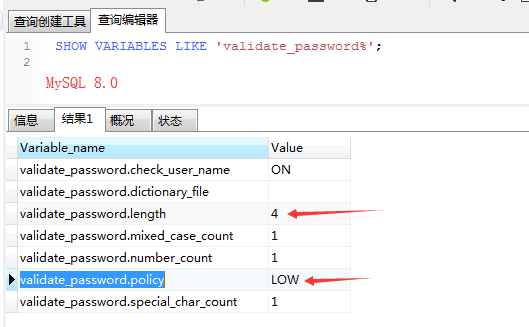 查询创建工具 查询编辑器
1 SHOW VARIABLES LIKE 'validate_password%';
2
MySQL 8.0
信息 结果1 概况 状态
Variable_name Value
validate_password.check_user_name ON
validate_password.dictionary_file
validate_password.length 4
validate_password.mixed_case_count 1
validate_password.number_count 1
validate_password.policy LOW
validate_password.special_char_count 1